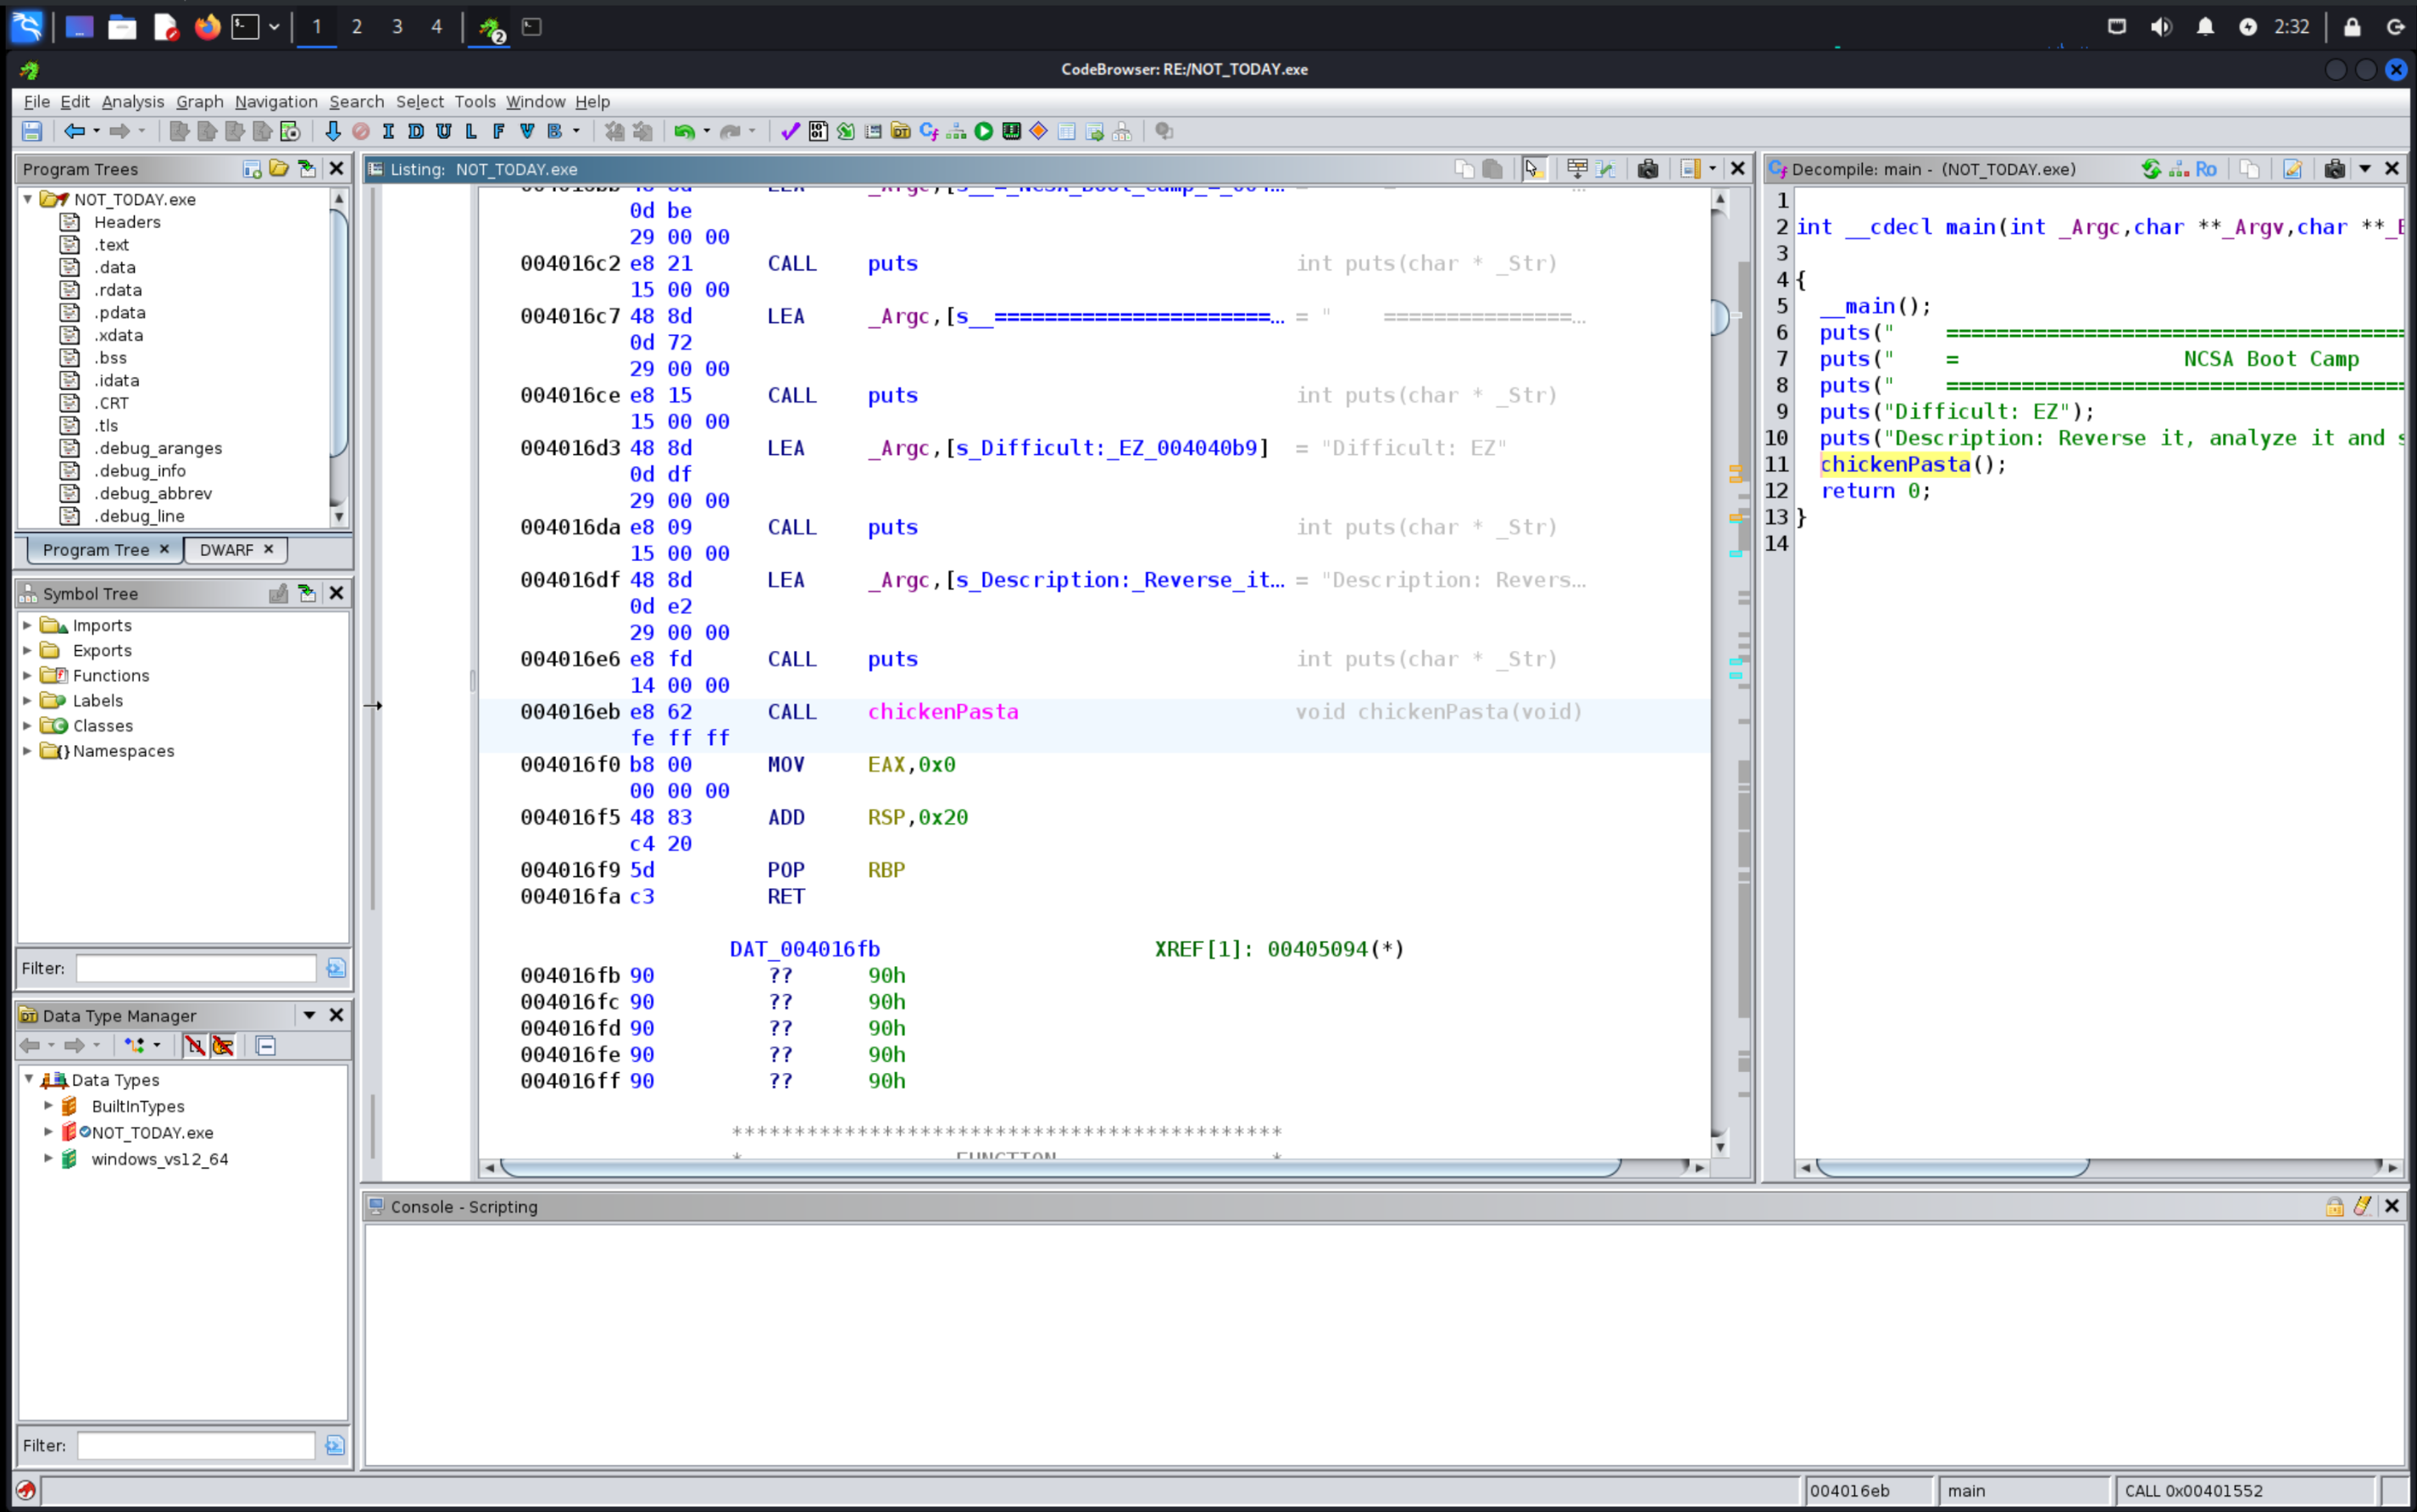 1 2 3 4 2 2:32
CodeBrowser: RE:/NOT_TODAY.exe
File Edit Analysis Graph Navigation Search Select Tools Window Help
I D U L F V B
Program Trees
NOT_TODAY.exe
Headers
.text
.data
.rdata
.pdata
.xdata
.bss
.idata
.CRT
.tls
.debug_aranges
.debug_info
.debug_abbrev
.debug_line
Program Tree × DWARF ×
Symbol Tree
Imports
Exports
Functions
Labels
Classes
Namespaces
Filter:
Data Type Manager
Data Types
BuiltInTypes
NOT_TODAY.exe
windows_vs12_64
Filter:
Listing: NOT_TODAY.exe
0d be
29 00 00
004016c2 e8 21 CALL puts int puts(char * _Str)
15 00 00
004016c7 48 8d LEA _Argc,[s__======================... = " ===============...
0d 72
29 00 00
004016ce e8 15 CALL puts int puts(char * _Str)
15 00 00
004016d3 48 8d LEA _Argc,[s_Difficult:_EZ_004040b9] = "Difficult: EZ"
0d df
29 00 00
004016da e8 09 CALL puts int puts(char * _Str)
15 00 00
004016df 48 8d LEA _Argc,[s_Description:_Reverse_it... = "Description: Revers...
0d e2
29 00 00
004016e6 e8 fd CALL puts int puts(char * _Str)
14 00 00
004016eb e8 62 CALL chickenPasta void chickenPasta(void)
fe ff ff
004016f0 b8 00 MOV EAX,0x0
00 00 00
004016f5 48 83 ADD RSP,0x20
c4 20
004016f9 5d POP RBP
004016fa c3 RET
DAT_004016fb XREF[1]: 00405094(*)
004016fb 90 ?? 90h
004016fc 90 ?? 90h
004016fd 90 ?? 90h
004016fe 90 ?? 90h
004016ff 90 ?? 90h
********************************************
* FUNCTION *
Decompile: main - (NOT_TODAY.exe)
Ro
1
2 int __cdecl main(int _Argc,char **_Argv,char **_E
3
4 {
5 __main();
6 puts(" =====================================
7 puts(" = NCSA Boot Camp
8 puts(" =====================================
9 puts("Difficult: EZ");
10 puts("Description: Reverse it, analyze it and s
11 chickenPasta();
12 return 0;
13 }
14
Console - Scripting
004016eb main CALL 0x00401552